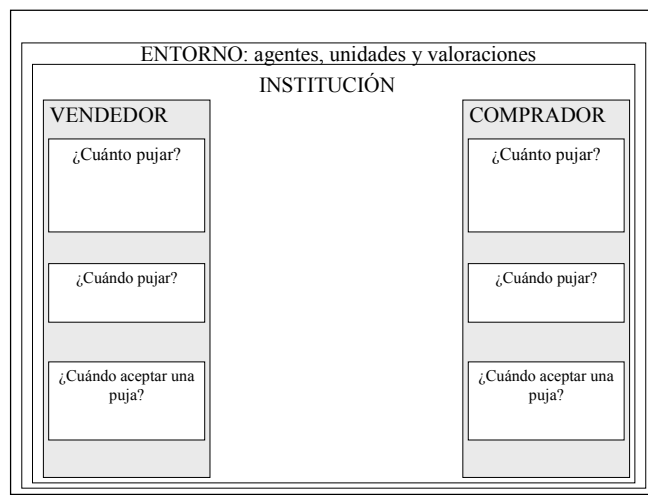 ENTORNO: agentes, unidades y valoraciones
INSTITUCIÓN
VENDEDOR
¿Cuánto pujar?
¿Cuándo pujar?
¿Cuándo aceptar una
puja?
COMPRADOR
¿Cuánto pujar?
¿Cuándo pujar?
¿Cuándo aceptar una
puja?